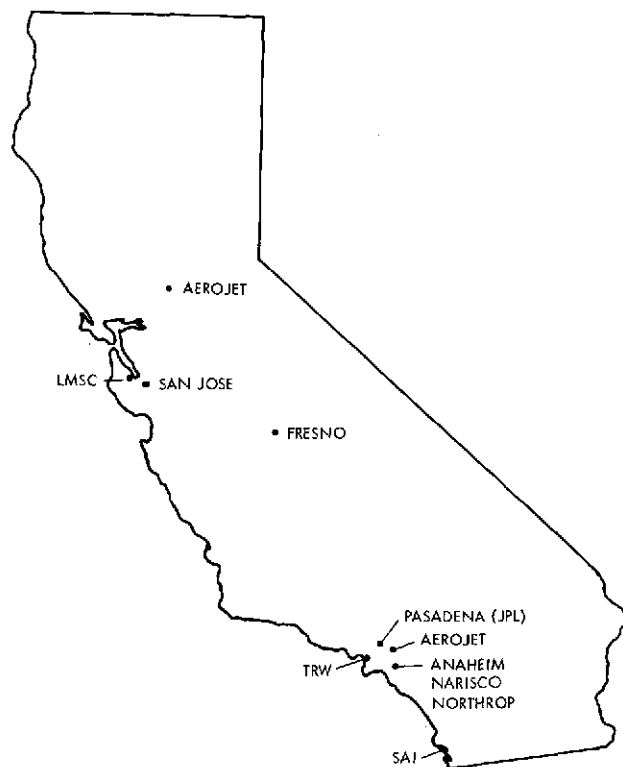 AEROJET
LMSC
SAN JOSE
FRESNO
PASADENA (JPL)
AEROJET
TRW
ANAHEIM
NARISCO
NORTHROP
SAI